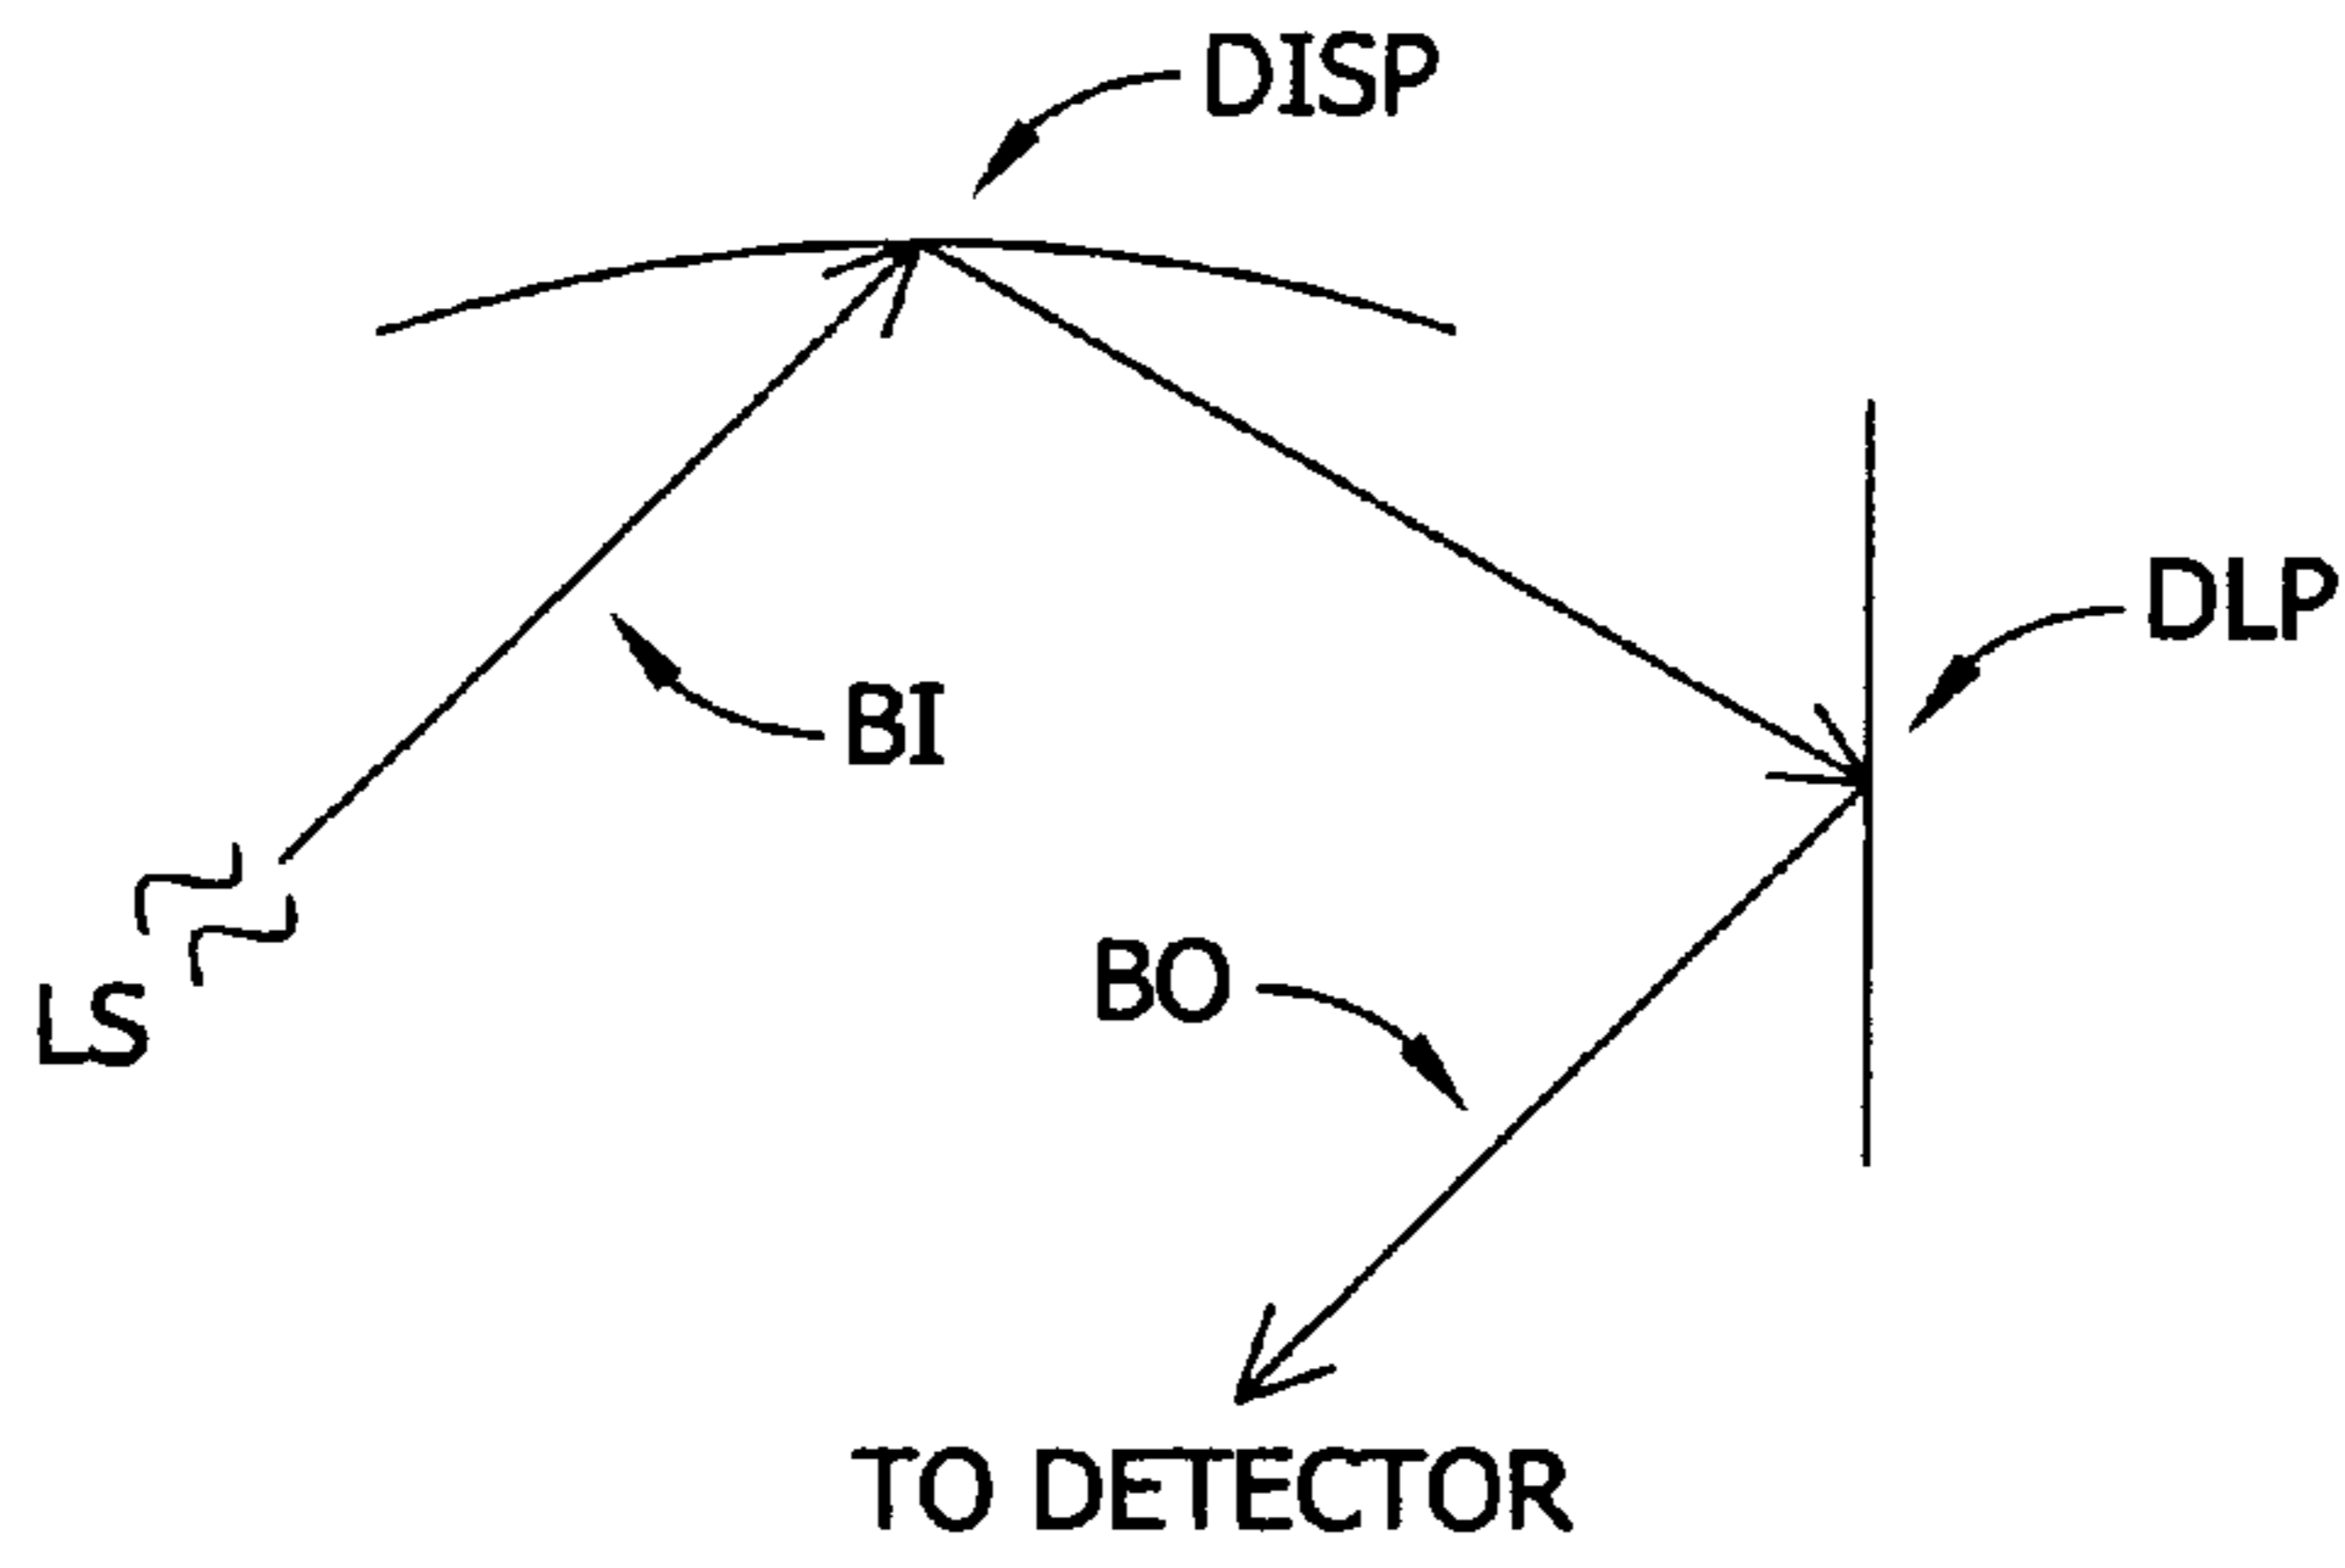 DISP
DLP
BI
BO
LS
TO DETECTOR